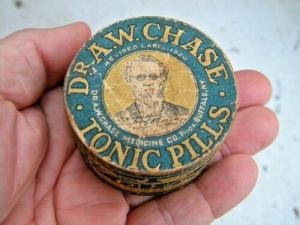 DR. A.W. CHASE
REVISED LABEL - 1920
DR. A.W. CHASE MEDICINE CO. BUFFALO, N.Y.
TONIC PILLS